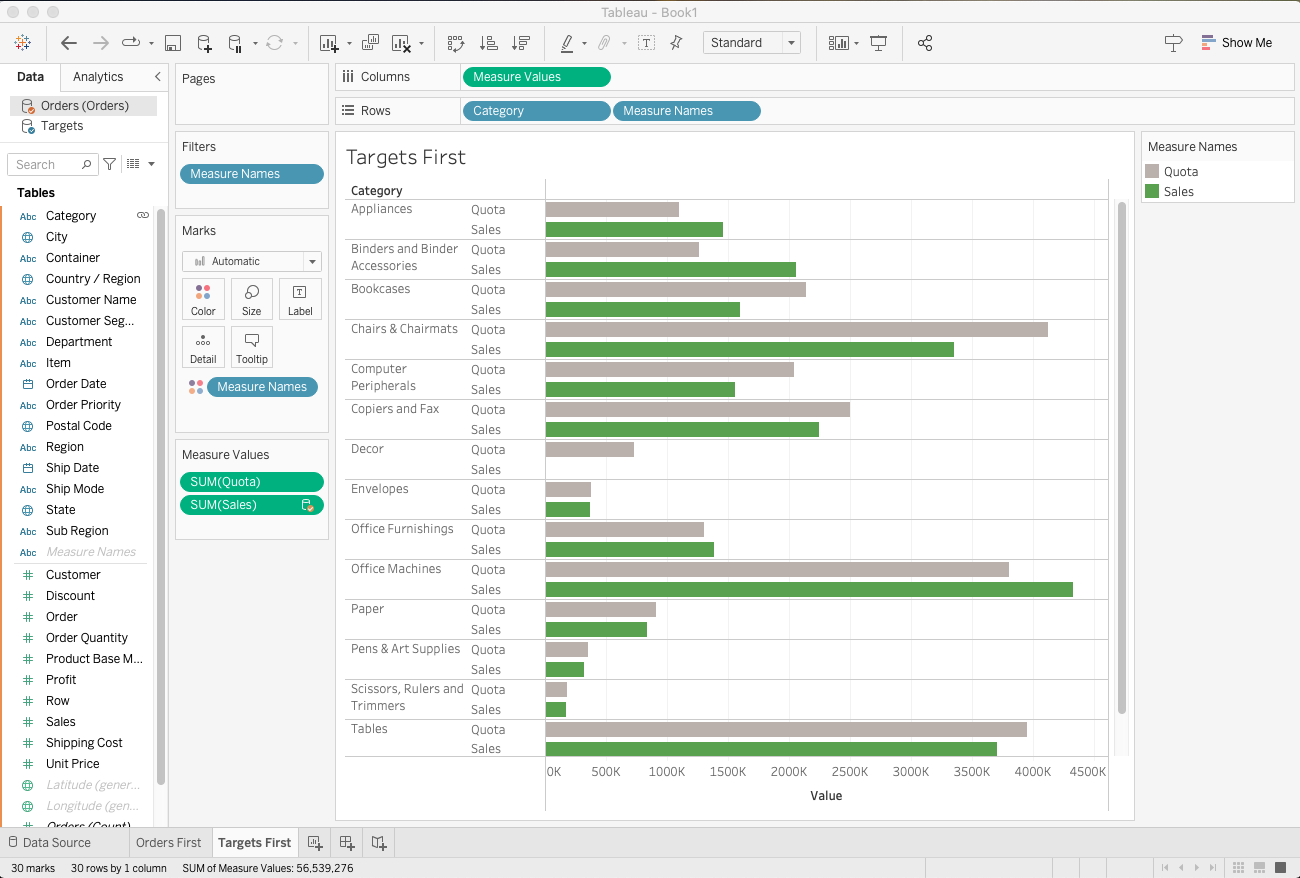 Tableau - Book1
Standard
Show Me
Data
Analytics
Orders (Orders)
Targets
Search
Tables
Abc Category
City
Abc Container
Country / Region
Abc Customer Name
Abc Customer Seg...
Abc Department
Abc Item
Order Date
Abc Order Priority
Postal Code
Abc Region
Ship Date
Abc Ship Mode
State
Abc Sub Region
Abc Measure Names
# Customer
# Discount
# Order
# Order Quantity
# Product Base M...
# Profit
# Row
# Sales
# Shipping Cost
# Unit Price
Latitude (gener...
Longitude (gen...
# Orders (Count)
Pages
Filters
Measure Names
Marks
Automatic
Color
Size
Label
Detail
Tooltip
Measure Names
Measure Values
SUM(Quota)
SUM(Sales)
Columns
Measure Values
Rows
Category
Measure Names
Targets First
Category
Appliances
Quota
Sales
Binders and Binder
Accessories
Quota
Sales
Bookcases
Quota
Sales
Chairs & Chairmats
Quota
Sales
Computer
Peripherals
Quota
Sales
Copiers and Fax
Quota
Sales
Decor
Quota
Sales
Envelopes
Quota
Sales
Office Furnishings
Quota
Sales
Office Machines
Quota
Sales
Paper
Quota
Sales
Pens & Art Supplies
Quota
Sales
Scissors, Rulers and
Trimmers
Quota
Sales
Tables
Quota
Sales
0K 500K 1000K 1500K 2000K 2500K 3000K 3500K 4000K 4500K
Value
Measure Names
Quota
Sales
Data Source
Orders First
Targets First
30 marks
30 rows by 1 column
SUM of Measure Values: 56,539,276